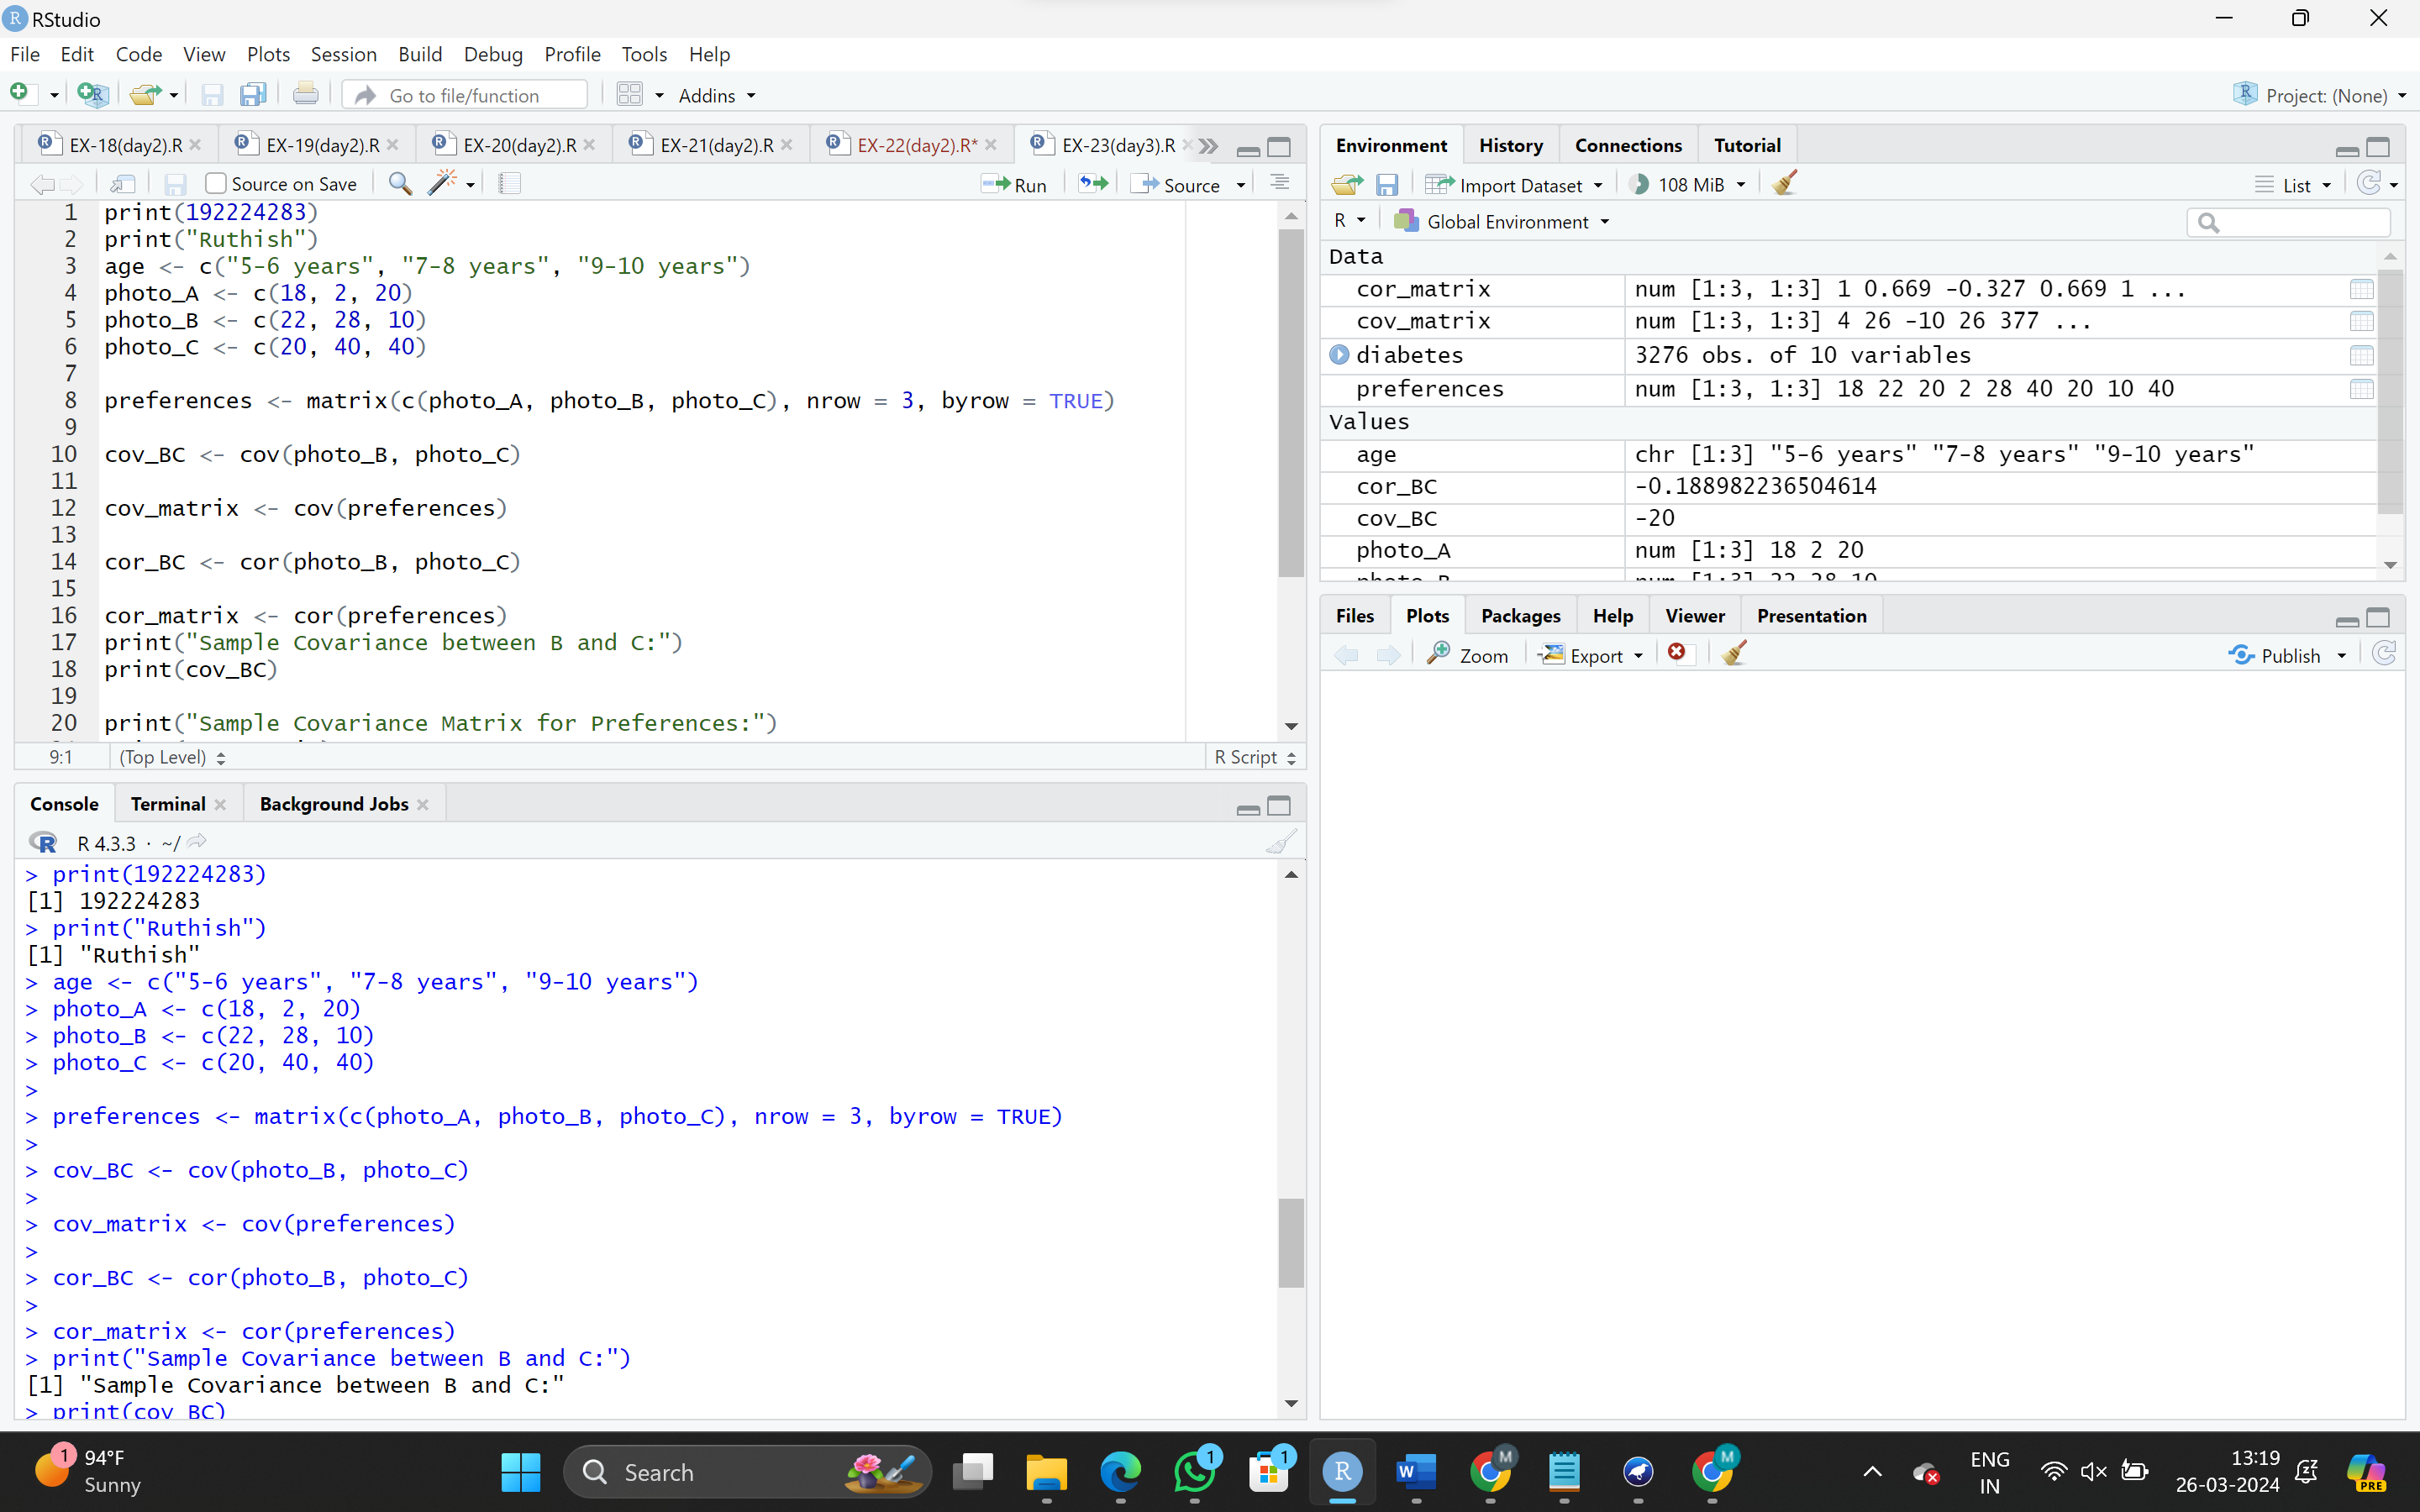 RStudio
File Edit Code View Plots Session Build Debug Profile Tools Help
Go to file/function Addins Project: (None)
EX-18(day2).R EX-19(day2).R EX-20(day2).R EX-21(day2).R EX-22(day2).R* EX-23(day3).R
Source on Save Run Source
1 print(192224283)
2 print("Ruthish")
3 age <- c("5-6 years", "7-8 years", "9-10 years")
4 photo_A <- c(18, 2, 20)
5 photo_B <- c(22, 28, 10)
6 photo_C <- c(20, 40, 40)
7
8 preferences <- matrix(c(photo_A, photo_B, photo_C), nrow = 3, byrow = TRUE)
9
10 cov_BC <- cov(photo_B, photo_C)
11
12 cov_matrix <- cov(preferences)
13
14 cor_BC <- cor(photo_B, photo_C)
15
16 cor_matrix <- cor(preferences)
17 print("Sample Covariance between B and C:")
18 print(cov_BC)
19
20 print("Sample Covariance Matrix for Preferences:")
9:1 (Top Level) R Script
Console Terminal Background Jobs
R 4.3.3 · ~/
> print(192224283)
[1] 192224283
> print("Ruthish")
[1] "Ruthish"
> age <- c("5-6 years", "7-8 years", "9-10 years")
> photo_A <- c(18, 2, 20)
> photo_B <- c(22, 28, 10)
> photo_C <- c(20, 40, 40)
>
> preferences <- matrix(c(photo_A, photo_B, photo_C), nrow = 3, byrow = TRUE)
>
> cov_BC <- cov(photo_B, photo_C)
>
> cov_matrix <- cov(preferences)
>
> cor_BC <- cor(photo_B, photo_C)
>
> cor_matrix <- cor(preferences)
> print("Sample Covariance between B and C:")
[1] "Sample Covariance between B and C:"
> print(cov_BC)
Environment History Connections Tutorial
Import Dataset 108 MiB List
R Global Environment
Data
cor_matrix num [1:3, 1:3] 1 0.669 -0.327 0.669 1 ...
cov_matrix num [1:3, 1:3] 4 26 -10 26 377 ...
diabetes 3276 obs. of 10 variables
preferences num [1:3, 1:3] 18 22 20 2 28 40 20 10 40
Values
age chr [1:3] "5-6 years" "7-8 years" "9-10 years"
cor_BC -0.188982236504614
cov_BC -20
photo_A num [1:3] 18 2 20
photo_B num [1:3] 22 28 10
Files Plots Packages Help Viewer Presentation
Zoom Export Publish
1 94°F
Sunny
Search
1
1
M
M
ENG
IN
13:19
26-03-2024
PRE